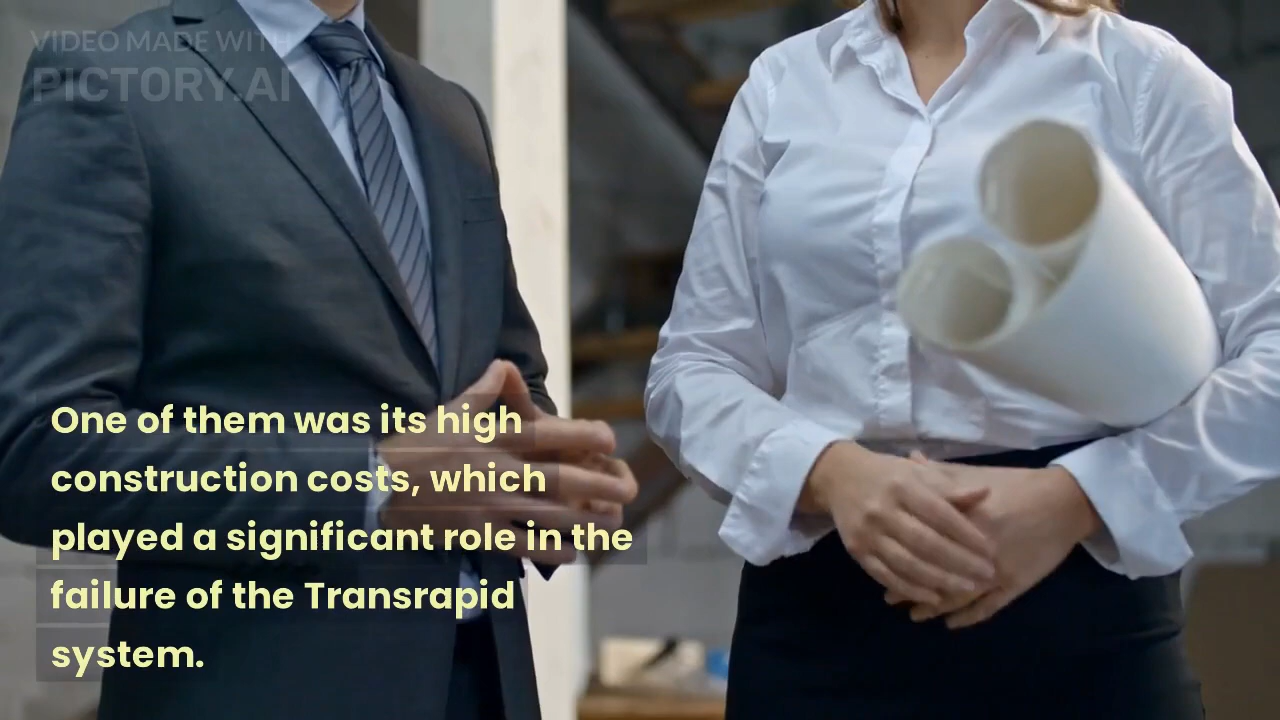 VIDEO MADE WITH
PICTORY.AI
One of them was its high
construction costs, which
played a significant role in the
failure of the Transrapid
system.